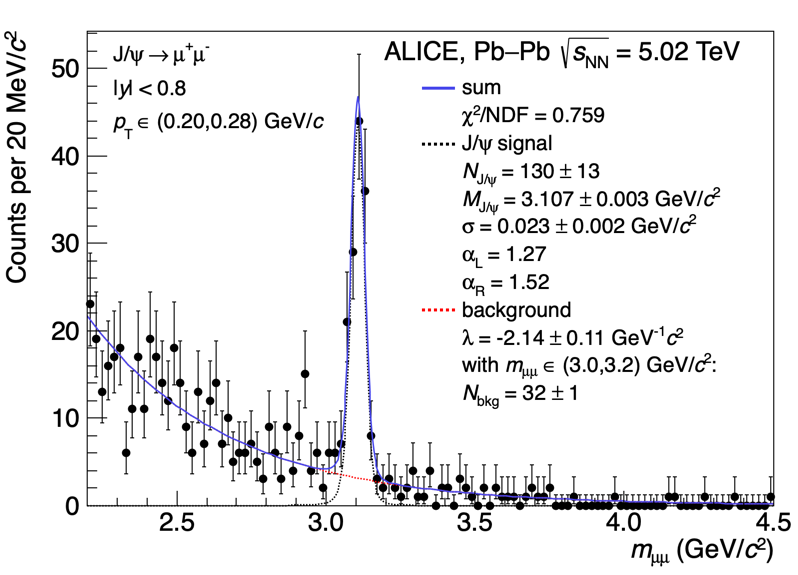 J/ψ → μ⁺μ⁻
|y| < 0.8
p_T ∈ (0.20,0.28) GeV/c
ALICE, Pb–Pb √s_NN = 5.02 TeV
sum
χ²/NDF = 0.759
J/ψ signal
N_J/ψ = 130 ± 13
M_J/ψ = 3.107 ± 0.003 GeV/c²
σ = 0.023 ± 0.002 GeV/c²
α_L = 1.27
α_R = 1.52
background
λ = -2.14 ± 0.11 GeV⁻¹c²
with m_μμ ∈ (3.0,3.2) GeV/c²:
N_bkg = 32 ± 1
Counts per 20 MeV/c²
50
40
30
20
10
0
2.5 3.0 3.5 4.0 4.5
m_μμ (GeV/c²)